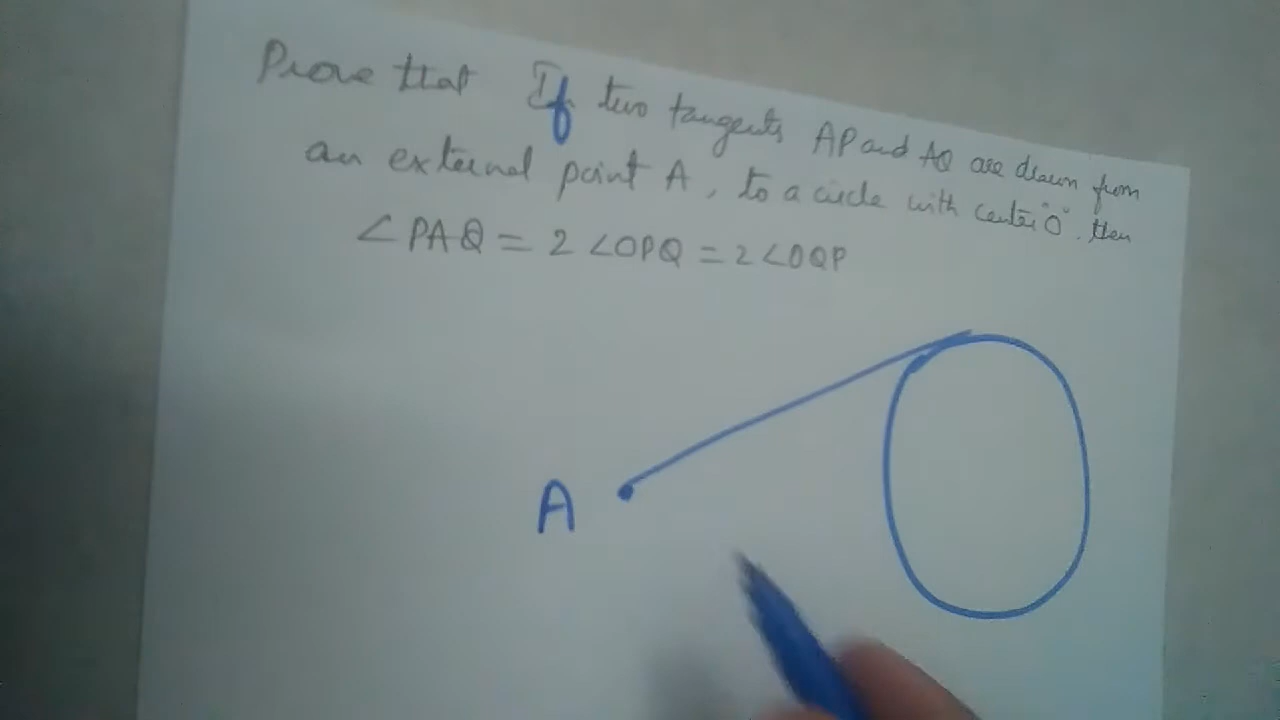 Prove that If two tangents AP and AQ are drawn from
an external point A, to a circle with center "O". then
∠PAQ = 2 ∠OPQ = 2 ∠OQP
A